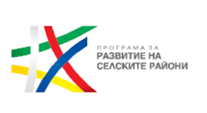 ПРОГРАМА ЗА
РАЗВИТИЕ НА
СЕЛСКИТЕ РАЙОНИ